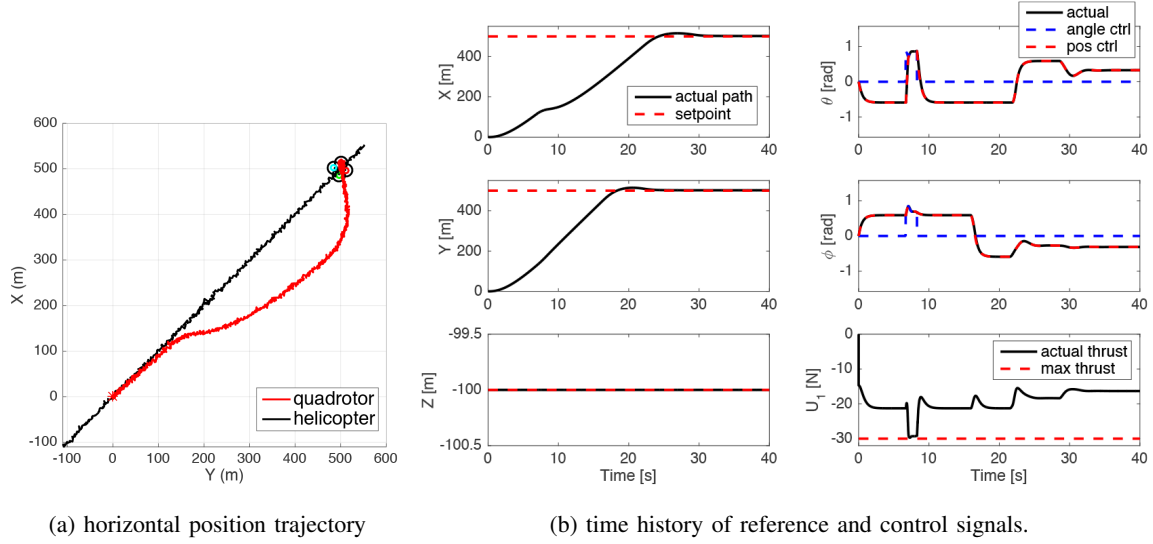 600
500
400
300
200
100
0
-100
X (m)
-100 0 100 200 300 400 500 600
Y (m)
quadrotor
helicopter
(a) horizontal position trajectory
400
200
0
X [m]
0 10 20 30 40
actual path
setpoint
400
200
0
Y [m]
0 10 20 30 40
-99.5
-100
-100.5
Z [m]
0 10 20 30 40
Time [s]
actual
angle ctrl
pos ctrl
1
0
-1
θ [rad]
0 10 20 30 40
1
0
-1
ϕ [rad]
0 10 20 30 40
0
-10
-20
-30
U1 [N]
actual thrust
max thrust
0 10 20 30 40
Time [s]
(b) time history of reference and control signals.